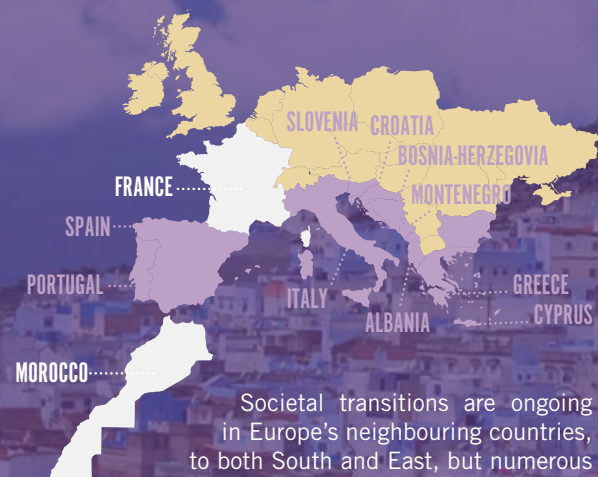 SLOVENIA
CROATIA
BOSNIA-HERZEGOVIA
FRANCE
MONTENEGRO
SPAIN
PORTUGAL
ITALY
GREECE
CYPRUS
ALBANIA
MOROCCO
Societal transitions are ongoing
in Europe's neighbouring countries,
to both South and East, but numerous